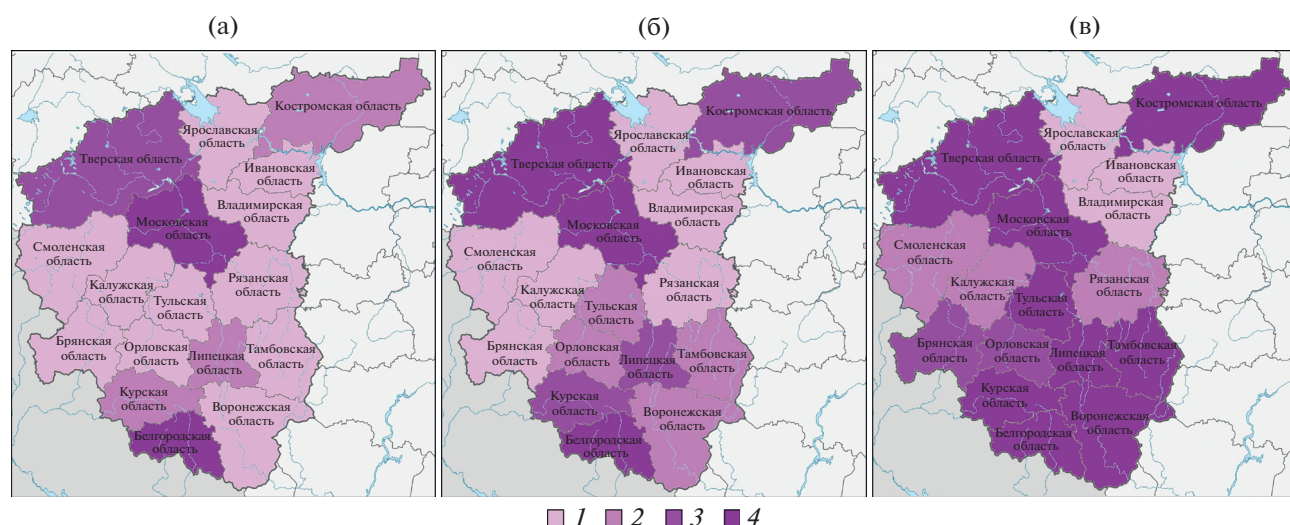 (а)
Костромская область
Ярославская
область
Тверская область
Ивановская
область
Владимирская
область
Московская
область
Смоленская
область
Рязанская
область
Калужская
область
Тульская
область
Брянская
область
Орловская
область
Липецкая
область
Тамбовская
область
Курская
область
Воронежская
область
Белгородская
область
(б)
Костромская область
Ярославская
область
Тверская область
Ивановская
область
Владимирская
область
Московская
область
Смоленская
область
Рязанская
область
Калужская
область
Тульская
область
Брянская
область
Орловская
область
Липецкая
область
Тамбовская
область
Курская
область
Воронежская
область
Белгородская
область
(в)
Костромская область
Ярославская
область
Тверская область
Ивановская
область
Владимирская
область
Московская
область
Смоленская
область
Рязанская
область
Калужская
область
Тульская
область
Брянская
область
Орловская
область
Липецкая
область
Тамбовская
область
Курская
область
Воронежская
область
Белгородская
область
1 2 3 4